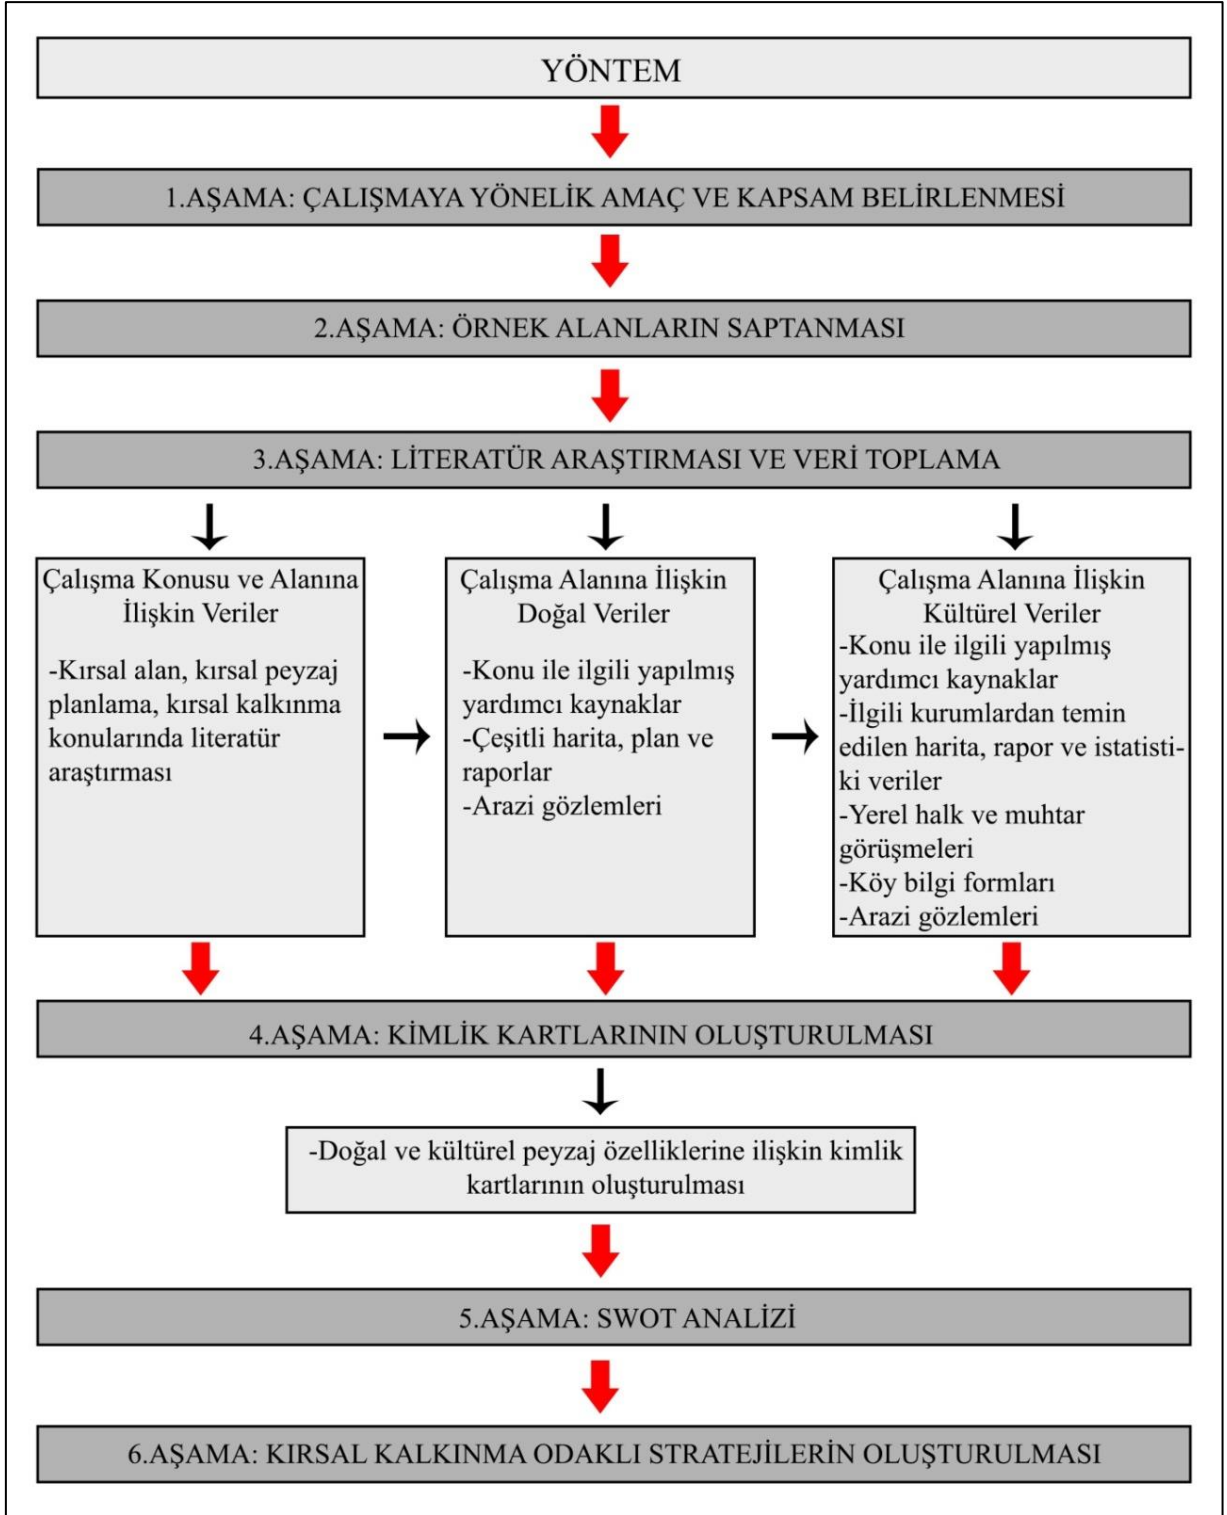 YÖNTEM
1.AŞAMA: ÇALIŞMAYA YÖNELİK AMAÇ VE KAPSAM BELİRLENMESİ
2.AŞAMA: ÖRNEK ALANLARIN SAPTANMASI
3.AŞAMA: LİTERATÜR ARAŞTIRMASI VE VERİ TOPLAMA
Çalışma Konusu ve Alanına
İlişkin Veriler
-Kırsal alan, kırsal peyzaj
planlama, kırsal kalkınma
konularında literatür
araştırması
Çalışma Alanına İlişkin
Doğal Veriler
-Konu ile ilgili yapılmış
yardımcı kaynaklar
-Çeşitli harita, plan ve
raporlar
-Arazi gözlemleri
Çalışma Alanına İlişkin
Kültürel Veriler
-Konu ile ilgili yapılmış
yardımcı kaynaklar
-İlgili kurumlardan temin
edilen harita, rapor ve istatisti-
ki veriler
-Yerel halk ve muhtar
görüşmeleri
-Köy bilgi formları
-Arazi gözlemleri
4.AŞAMA: KİMLİK KARTLARININ OLUŞTURULMASI
-Doğal ve kültürel peyzaj özelliklerine ilişkin kimlik
kartlarının oluşturulması
5.AŞAMA: SWOT ANALİZİ
6.AŞAMA: KIRSAL KALKINMA ODAKLI STRATEJİLERİN OLUŞTURULMASI